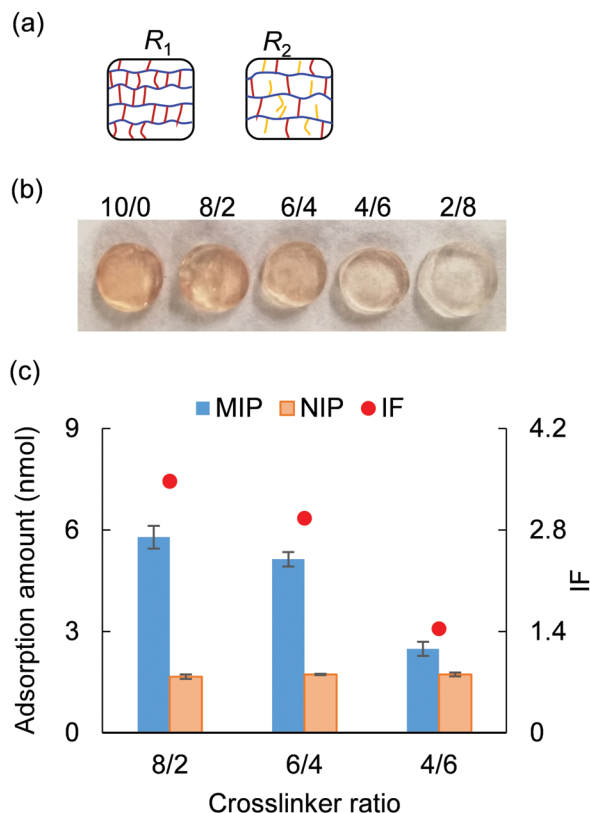 (a)
R1 R2
(b)
10/0 8/2 6/4 4/6 2/8
(c)
MIP NIP IF
9 4.2
6 2.8
3 1.4
0 0
Adsorption amount (nmol)
IF
8/2 6/4 4/6
Crosslinker ratio